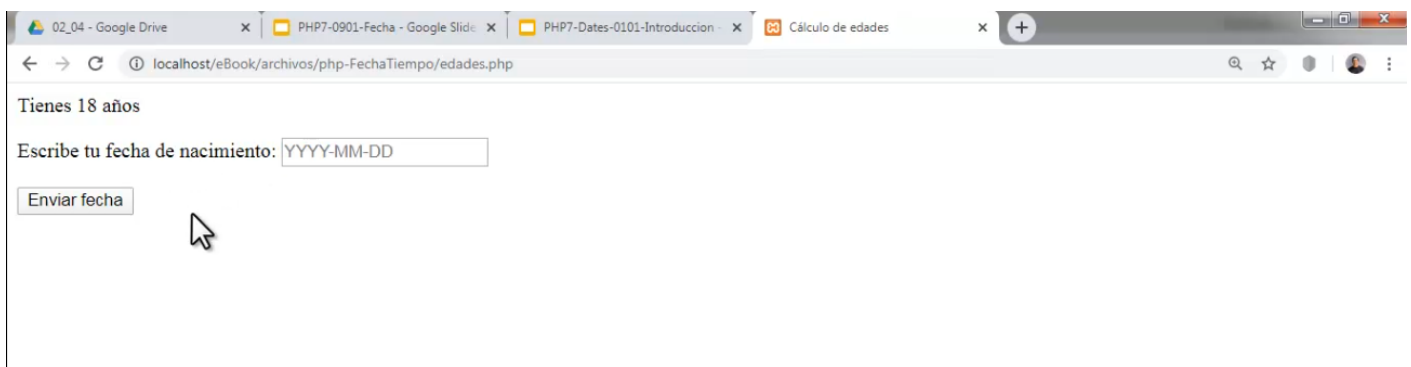 02_04 - Google Drive
PHP7-0901-Fecha - Google Slide
PHP7-Dates-0101-Introduccion -
Cálculo de edades
localhost/eBook/archivos/php-FechaTiempo/edades.php
Tienes 18 años
Escribe tu fecha de nacimiento: YYYY-MM-DD
Enviar fecha